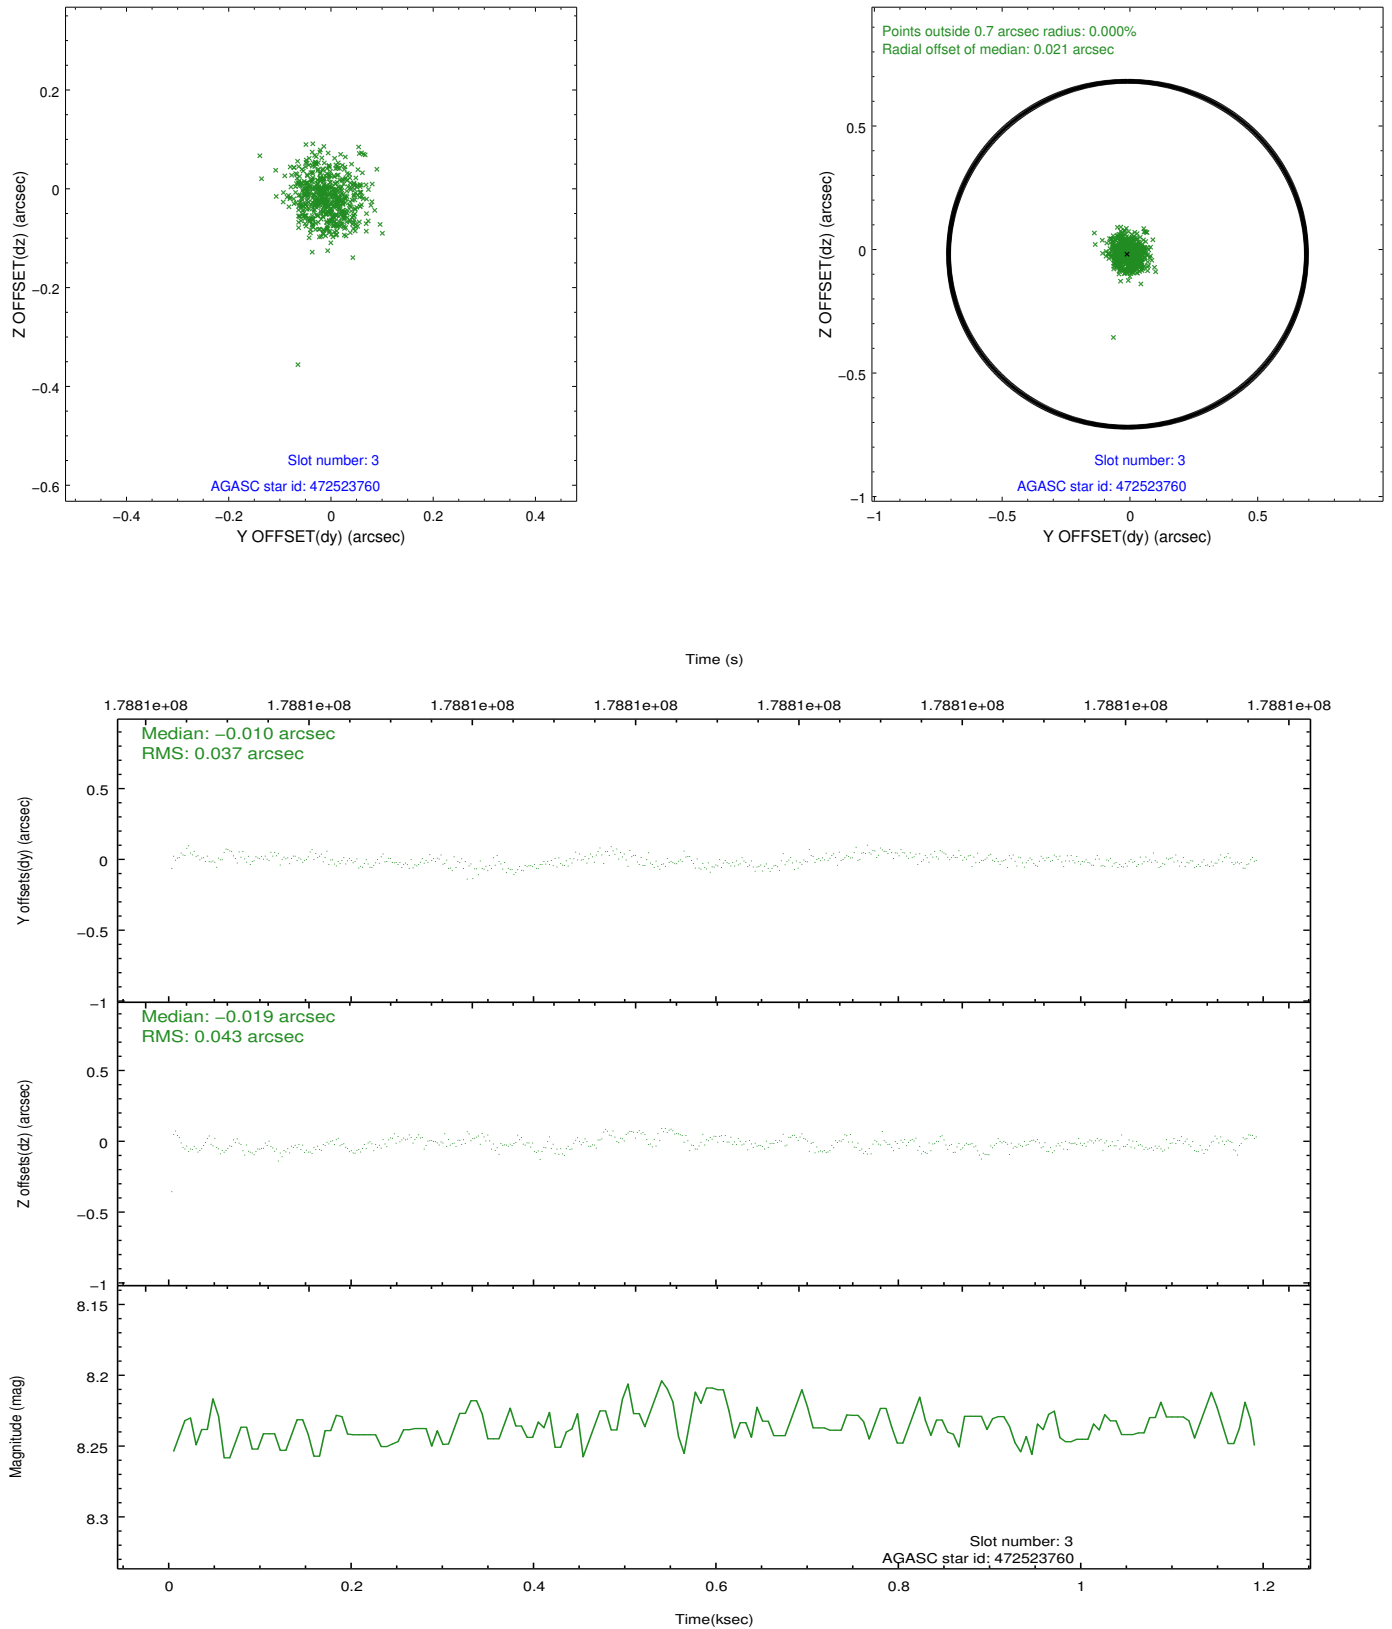 0.2
0
−0.2
−0.4
−0.6
Z OFFSET(dz) (arcsec)
Slot number: 3
AGASC star id: 472523760
−0.4 −0.2 0 0.2 0.4
Y OFFSET(dy) (arcsec)
Points outside 0.7 arcsec radius: 0.000%
Radial offset of median: 0.021 arcsec
0.5
0
−0.5
−1
Z OFFSET(dz) (arcsec)
Slot number: 3
AGASC star id: 472523760
−1 −0.5 0 0.5
Y OFFSET(dy) (arcsec)
Time (s)
1.7881e+08 1.7881e+08 1.7881e+08 1.7881e+08 1.7881e+08 1.7881e+08 1.7881e+08 1.7881e+08
Median: −0.010 arcsec
RMS: 0.037 arcsec
0.5
0
−0.5
−1
Y offsets(dy) (arcsec)
Median: −0.019 arcsec
RMS: 0.043 arcsec
0.5
0
−0.5
−1
Z offsets(dz) (arcsec)
8.15
8.2
8.25
8.3
Magnitude (mag)
Slot number: 3
AGASC star id: 472523760
0 0.2 0.4 0.6 0.8 1 1.2
Time(ksec)